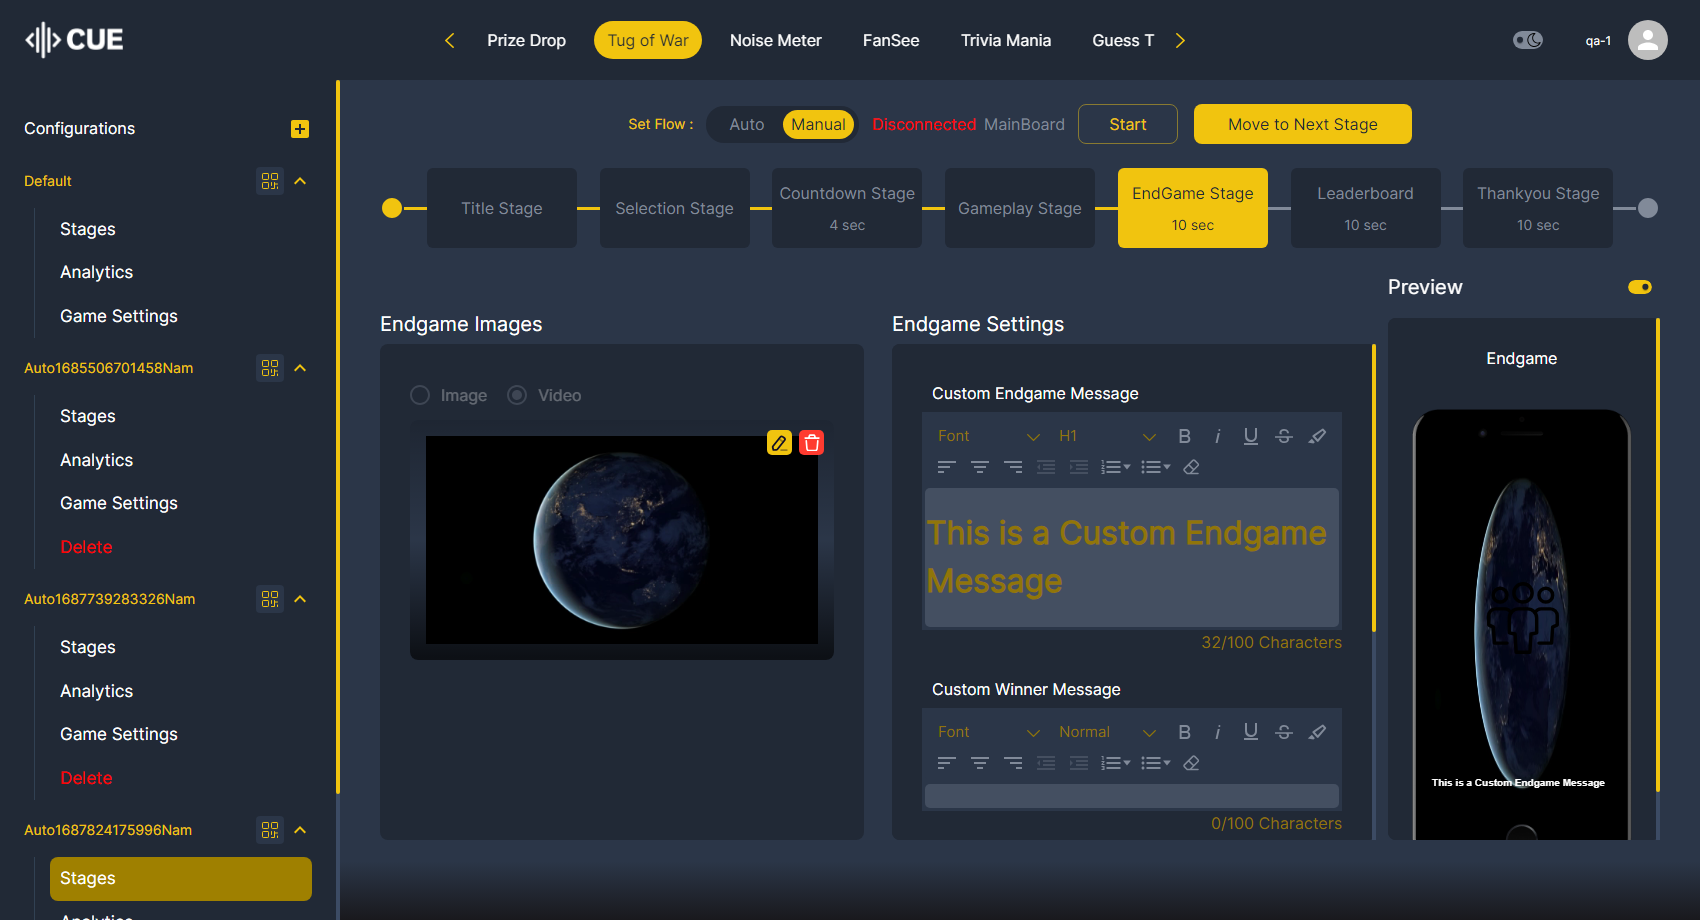 CUE
Prize Drop
Tug of War
Noise Meter
FanSee
Trivia Mania
Guess T
qa-1
Configurations
Default
Stages
Analytics
Game Settings
Auto1685506701458Nam
Stages
Analytics
Game Settings
Delete
Auto1687739283326Nam
Stages
Analytics
Game Settings
Delete
Auto1687824175996Nam
Stages
Analytics
Set Flow :
Auto
Manual
Disconnected MainBoard
Start
Move to Next Stage
Title Stage
Selection Stage
Countdown Stage
4 sec
Gameplay Stage
EndGame Stage
10 sec
Leaderboard
10 sec
Thankyou Stage
10 sec
Endgame Images
Image
Video
Endgame Settings
Custom Endgame Message
Font
H1
B
i
U
S
This is a Custom Endgame
Message
32/100 Characters
Custom Winner Message
Font
Normal
B
i
U
S
0/100 Characters
Preview
Endgame
This is a Custom Endgame Message